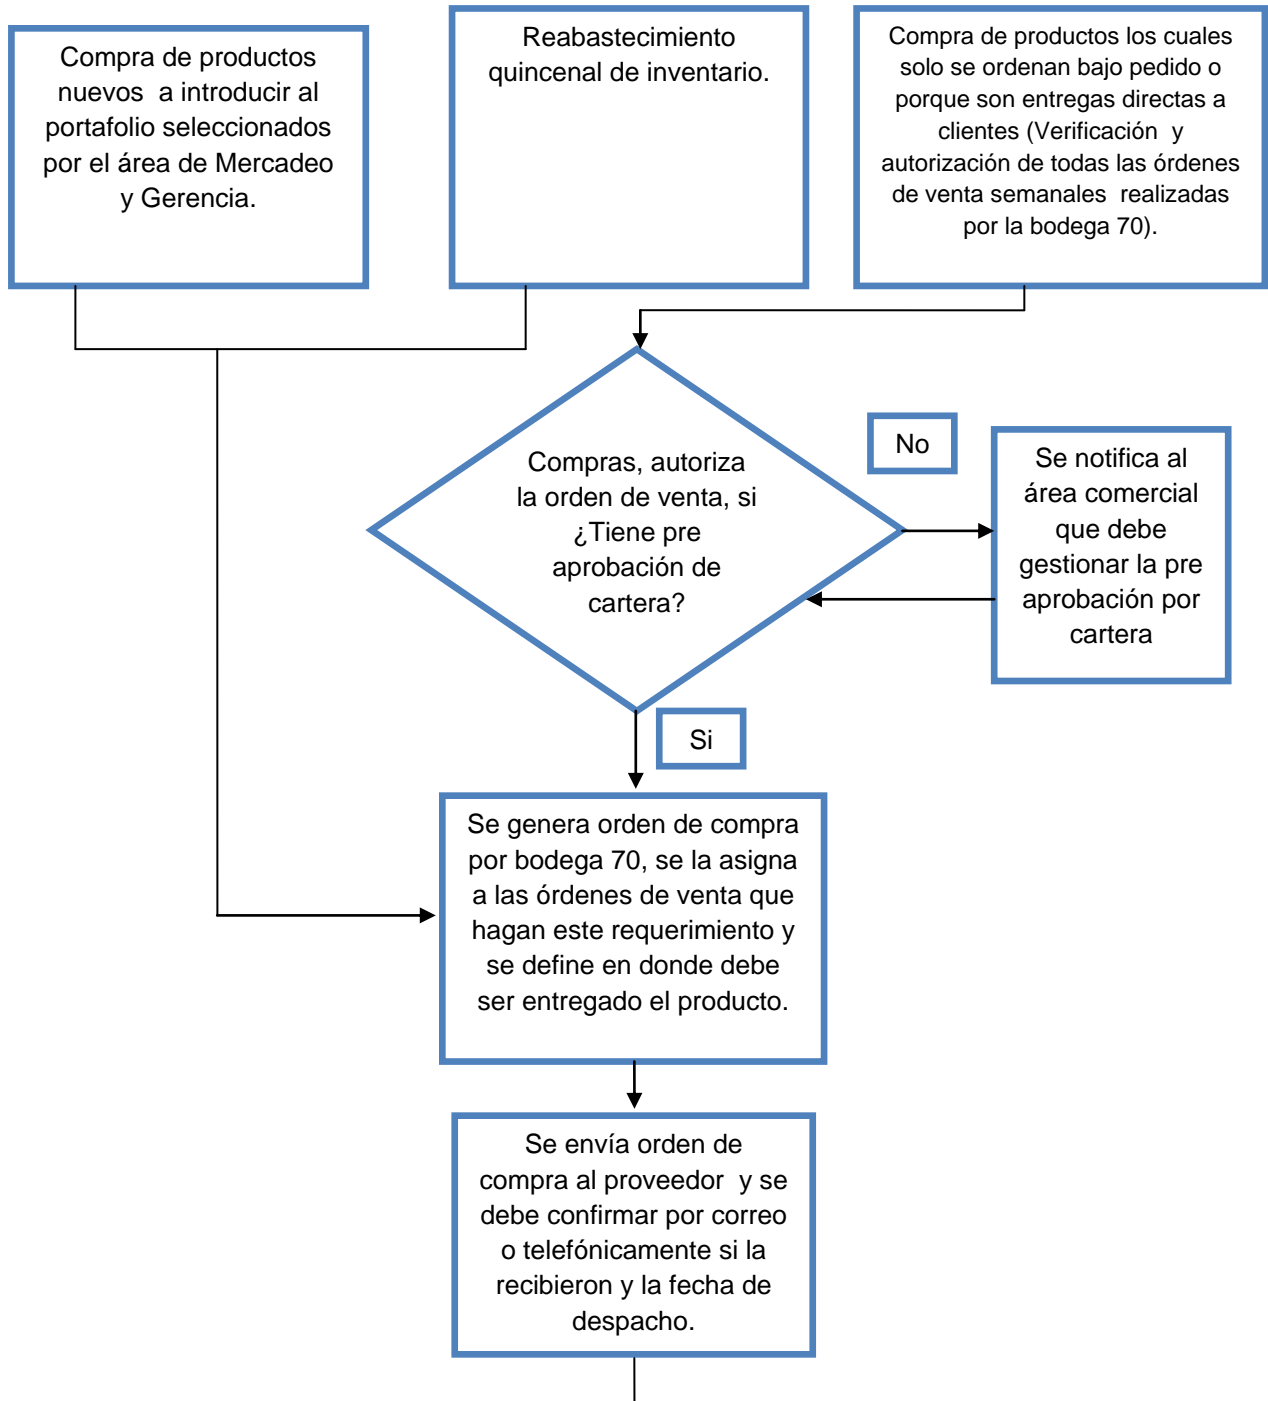 Compra de productos
nuevos a introducir al
portafolio seleccionados
por el área de Mercadeo
y Gerencia.
Reabastecimiento
quincenal de inventario.
Compra de productos los cuales
solo se ordenan bajo pedido o
porque son entregas directas a
clientes (Verificación y
autorización de todas las órdenes
de venta semanales realizadas
por la bodega 70).
Compras, autoriza
la orden de venta, si
¿Tiene pre
aprobación de
cartera?
No
Se notifica al
área comercial
que debe
gestionar la pre
aprobación por
cartera
Si
Se genera orden de compra
por bodega 70, se la asigna
a las órdenes de venta que
hagan este requerimiento y
se define en donde debe
ser entregado el producto.
Se envía orden de
compra al proveedor y se
debe confirmar por correo
o telefónicamente si la
recibieron y la fecha de
despacho.